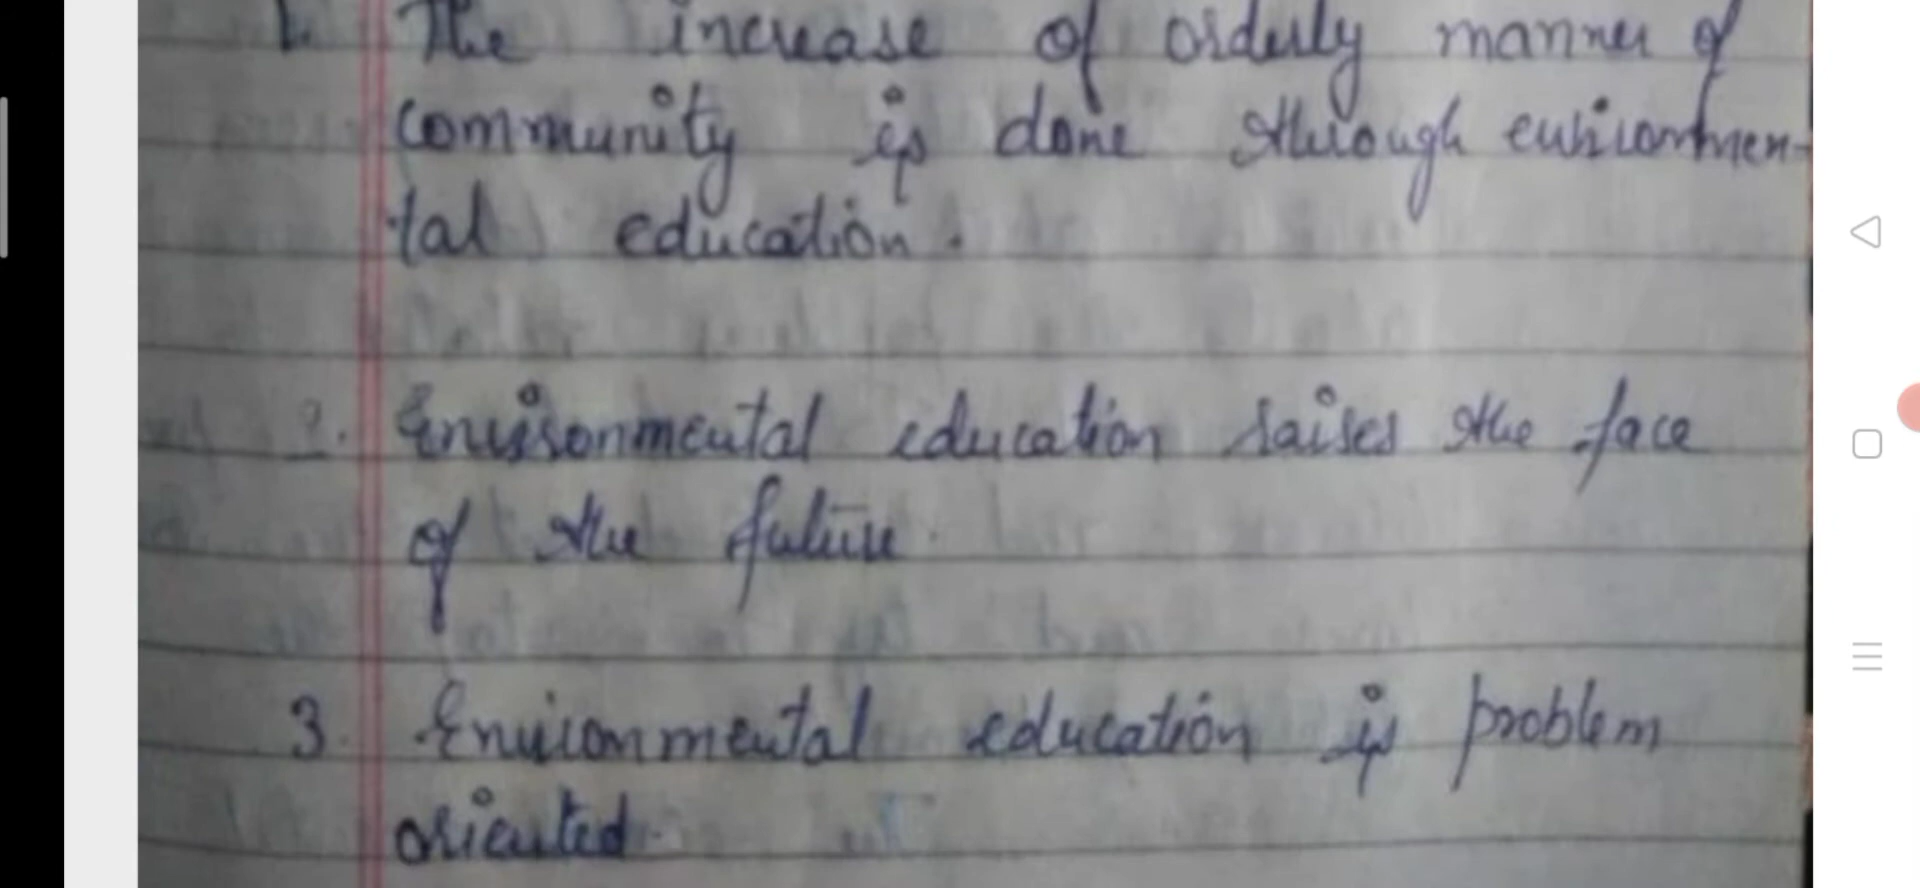 1. The increase of orderly manner of
community is done through environmen-
tal education.
2. Environmental education raises the face
of the future.
3. Environmental education is problem
oriented.